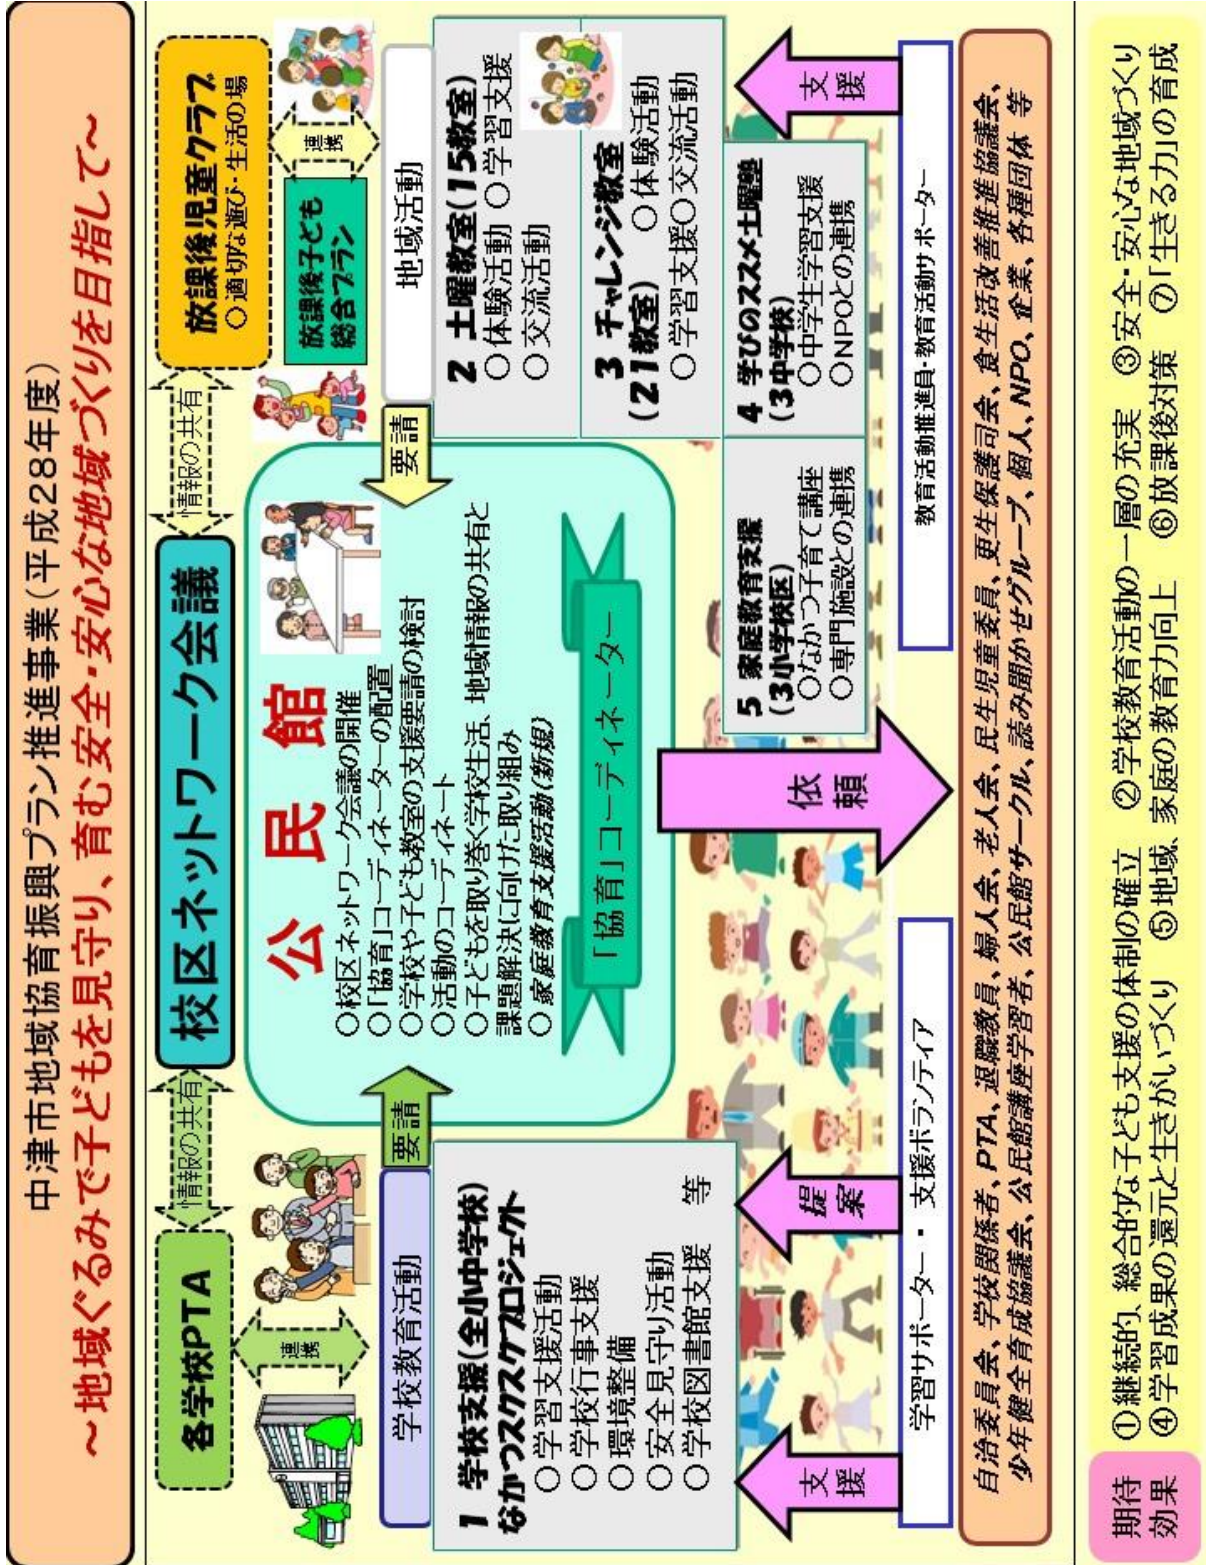 中津市地域協育振興プラン推進事業(平成28年度)
～地域ぐるみで子どもを見守り、育む安全・安心な地域づくりを目指して～
各学校PTA
情報の共有
校区ネットワーク会議
情報の共有
放課後児童クラブ
○適切な遊び・生活の場
連携
連携
放課後子ども
総合プラン
公民館
○校区ネットワーク会議の開催
○「協育」コーディネーターの配置
○学校や子ども教室の支援要請の検討
○活動のコーディネート
○子どもを取り巻く学校生活、地域情報の共有と
課題解決に向けた取り組み
○家庭教育支援活動(新規)
「協育」コーディネーター
学校教育活動
要請
要請
地域活動
1 学校支援(全小中学校)
なかつスクスクプロジェクト
○学習支援活動
○学校行事支援
○環境整備
○安全見守り活動
○学校図書館支援 等
2 土曜教室(15教室)
○体験活動 ○学習支援
○交流活動
3 チャレンジ教室
(21教室) ○体験活動
○学習支援○交流活動
5 家庭教育支援
(3小学校区)
○なかつ子育て講座
○専門施設との連携
4 学びのススメ土曜塾
(3中学校)
○中学生学習支援
○NPOとの連携
支援
提案
依頼
支援
学習サポーター・ 支援ボランティア
教育活動推進員・教育活動サポーター
自治委員会、学校関係者、PTA、退職教員、婦人会、老人会、民生児童委員、更生保護司会、食生活改善推進協議会、
少年健全育成協議会、公民館講座学習者、公民館サークル、読み聞かせグループ、個人、NPO、企業、各種団体 等
期待
効果
①継続的、総合的な子ども支援の体制の確立 ②学校教育活動の一層の充実 ③安全・安心な地域づくり
④学習成果の還元と生きがいづくり ⑤地域、家庭の教育力向上 ⑥放課後対策 ⑦「生きる力」の育成